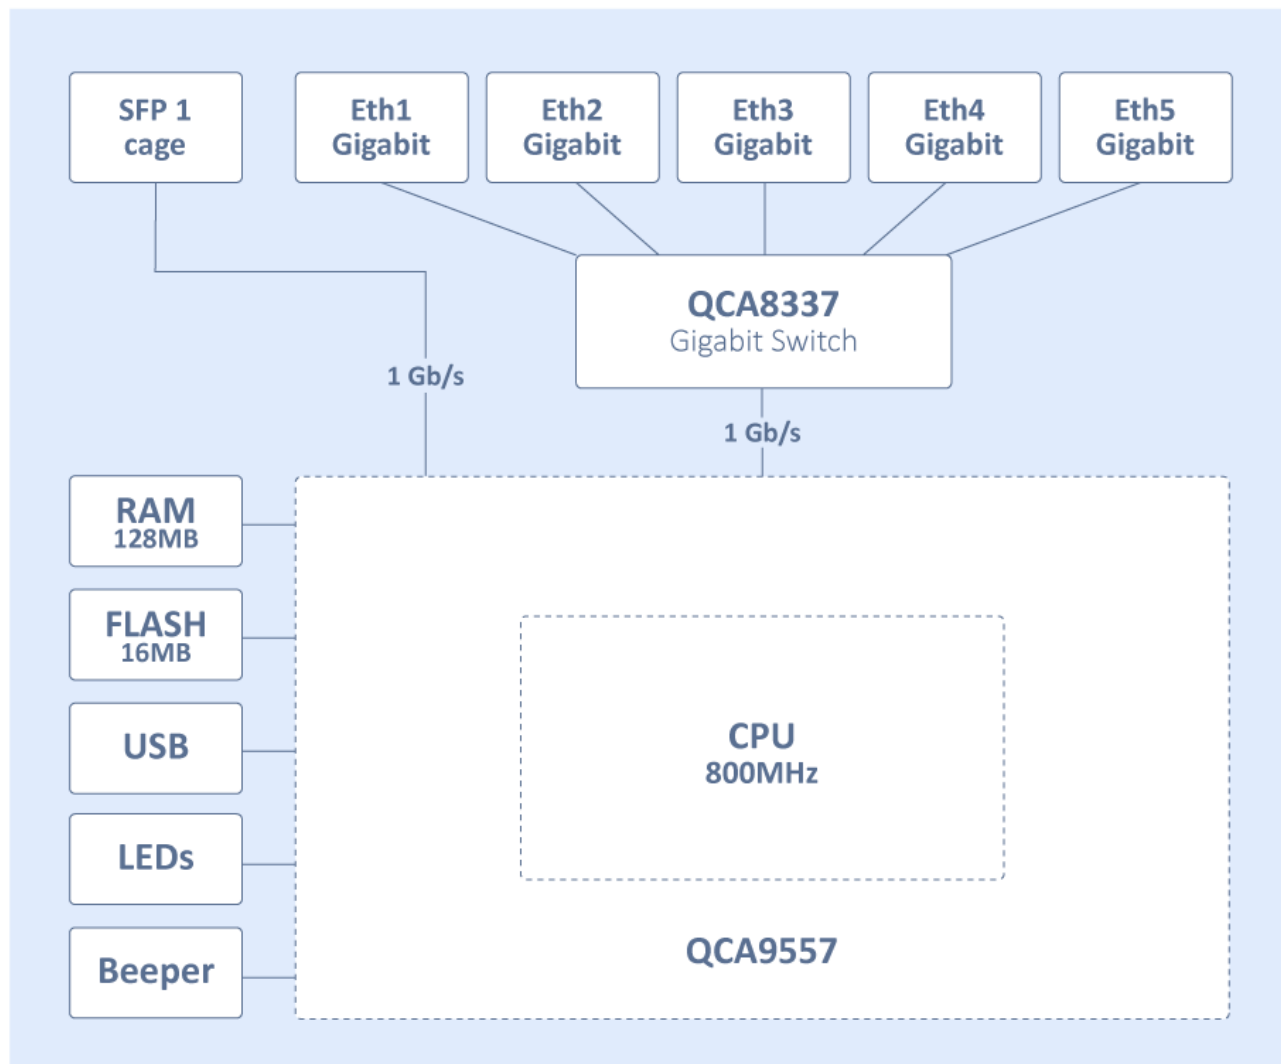 SFP 1
cage
Eth1
Gigabit
Eth2
Gigabit
Eth3
Gigabit
Eth4
Gigabit
Eth5
Gigabit
QCA8337
Gigabit Switch
1 Gb/s
1 Gb/s
RAM
128MB
FLASH
16MB
USB
LEDs
Beeper
CPU
800MHz
QCA9557